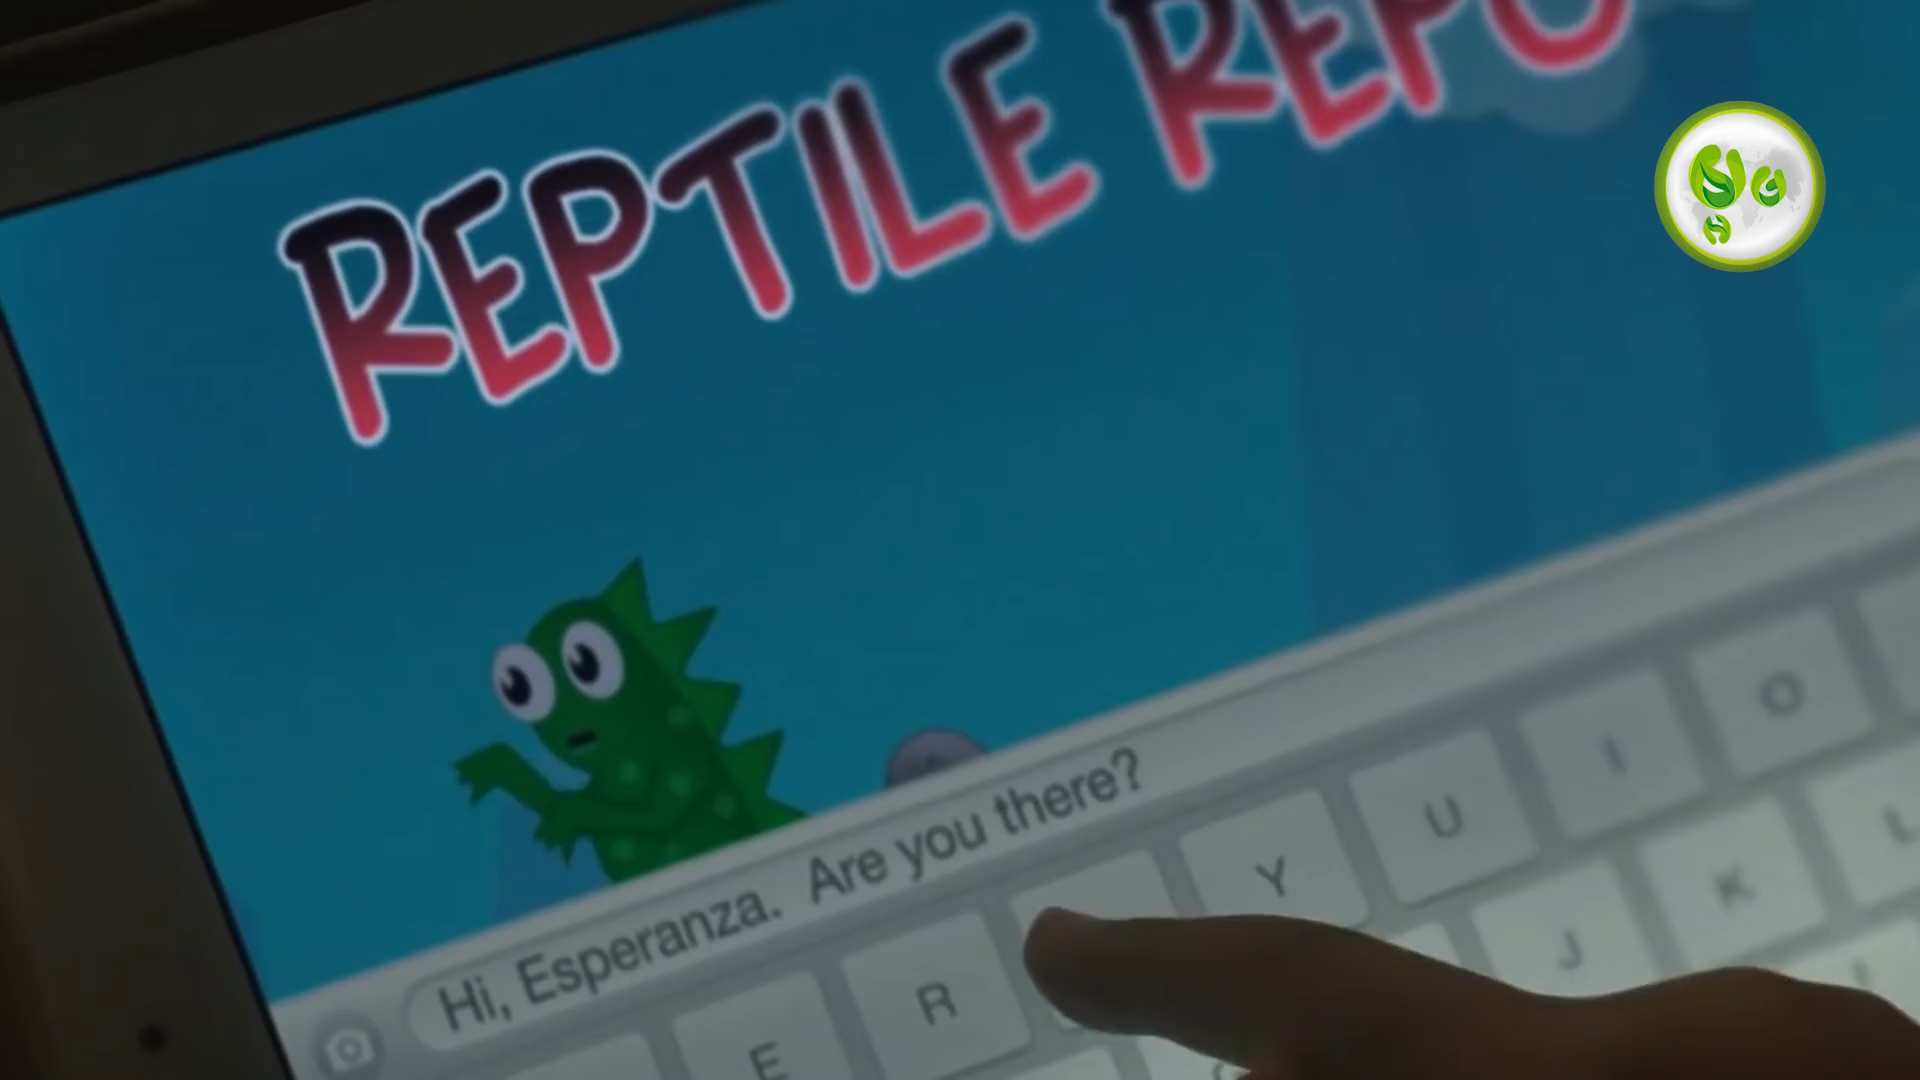 REPTILE REPO
Hi, Esperanza.  Are you there?
Y U I O
E R
J K L